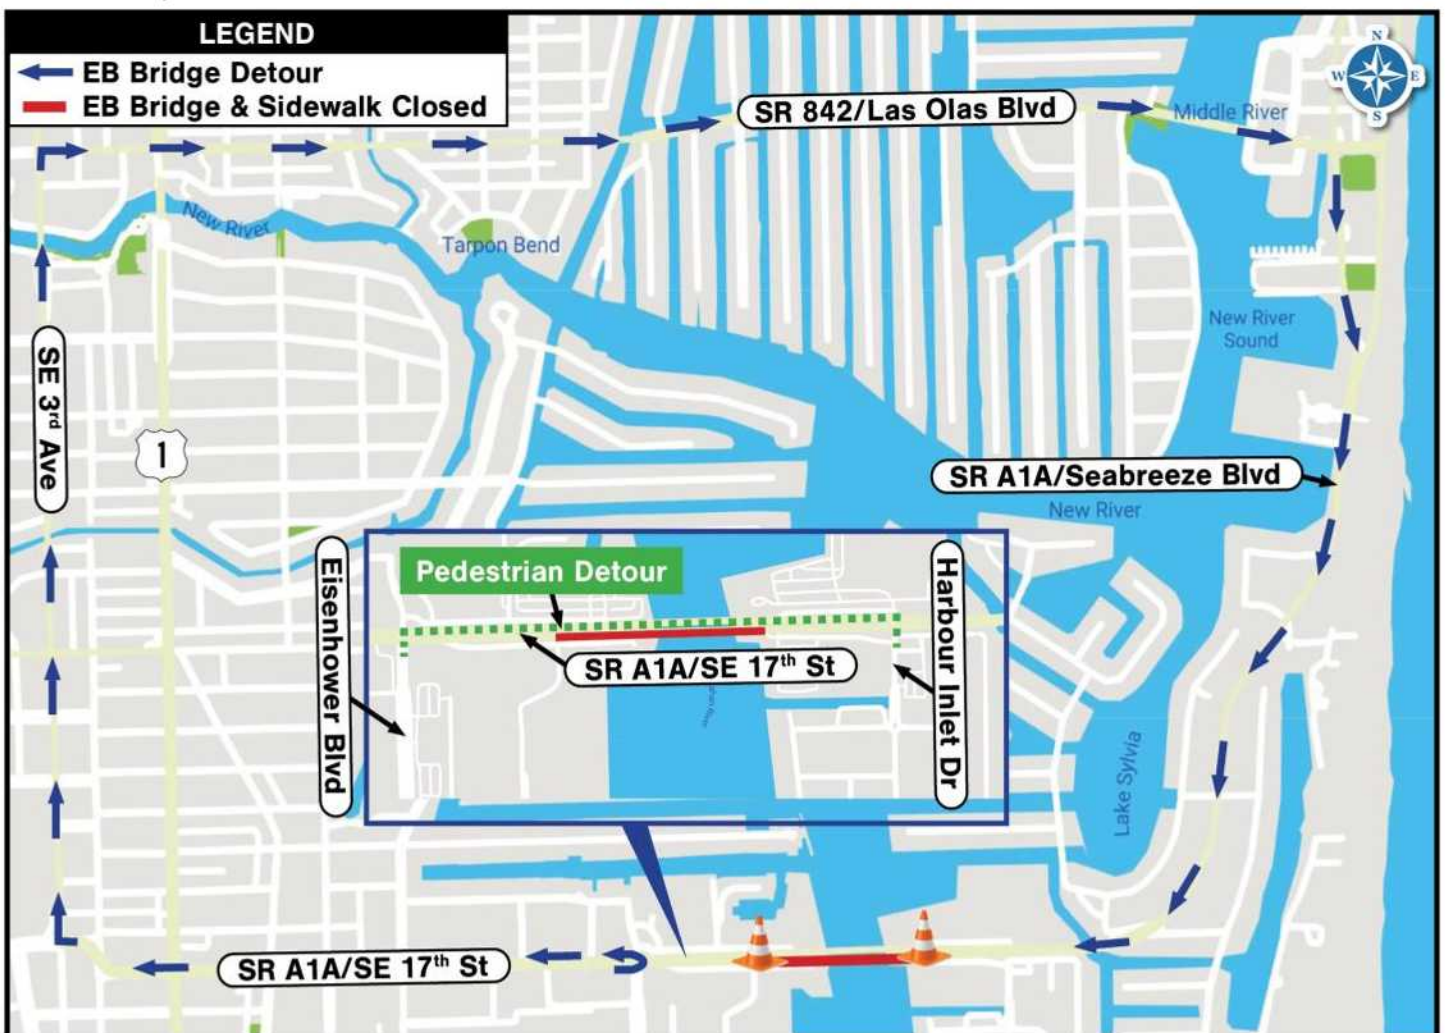 LEGEND
EB Bridge Detour
EB Bridge & Sidewalk Closed
SR 842/Las Olas Blvd
Middle River
N
W
E
S
New River
Tarpon Bend
New River
Sound
SE 3rd Ave
1
SR A1A/Seabreeze Blvd
New River
Pedestrian Detour
Eisenhower Blvd
SR A1A/SE 17th St
Harbour Inlet Dr
Lake Sylvia
SR A1A/SE 17th St